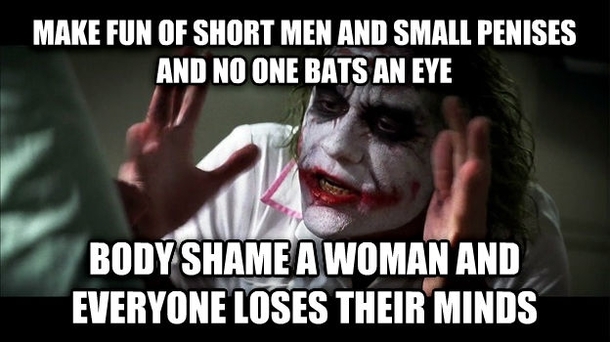 MAKE FUN OF SHORT MEN AND SMALL PENISES
AND NO ONE BATS AN EYE
BODY SHAME A WOMAN AND
EVERYONE LOSES THEIR MINDS